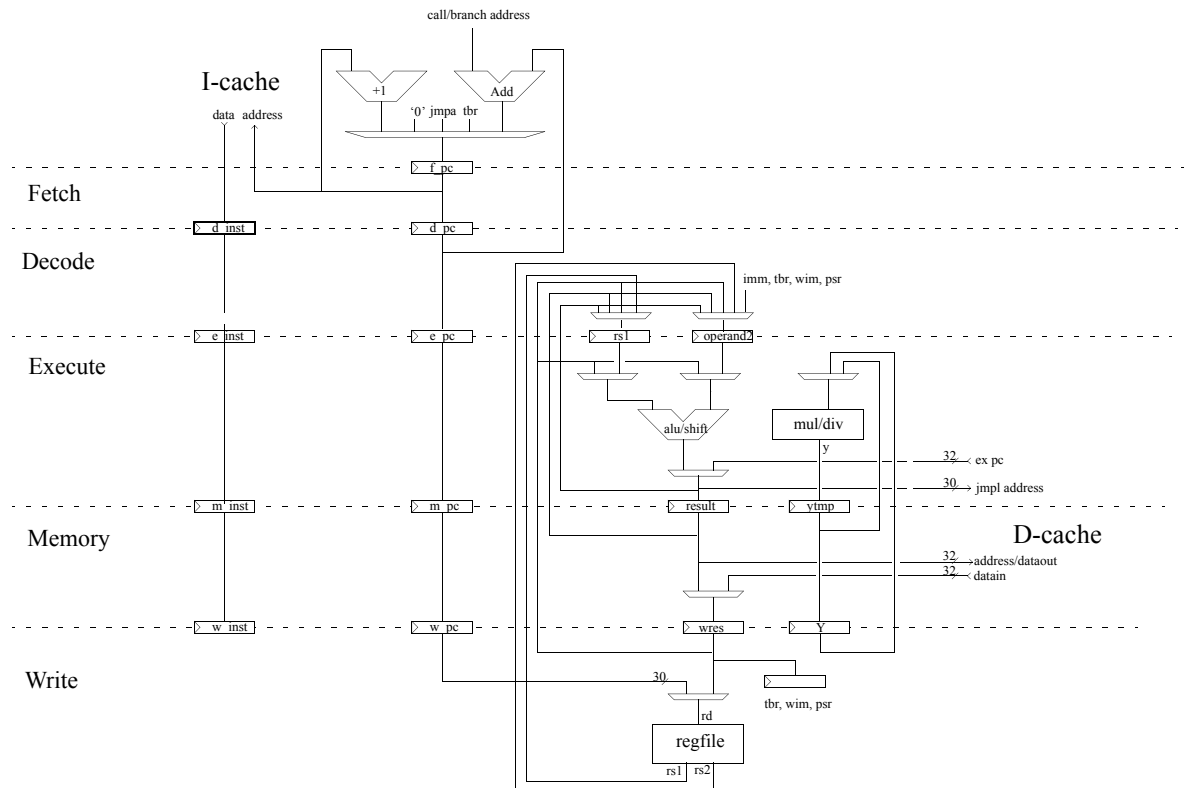 call/branch address
I-cache
+1
Add
data address
‘0’ jmpa tbr
f_pc
Fetch
d_inst
d_pc
Decode
imm, tbr, wim, psr
e_inst
e_pc
rs1
operand2
Execute
alu/shift
mul/div
y
32
ex pc
30
jmpl address
m_inst
m_pc
result
ytmp
Memory
D-cache
32
address/dataout
32
datain
w_inst
w_pc
wres
Y
Write
30
tbr, wim, psr
rd
regfile
rs1 rs2